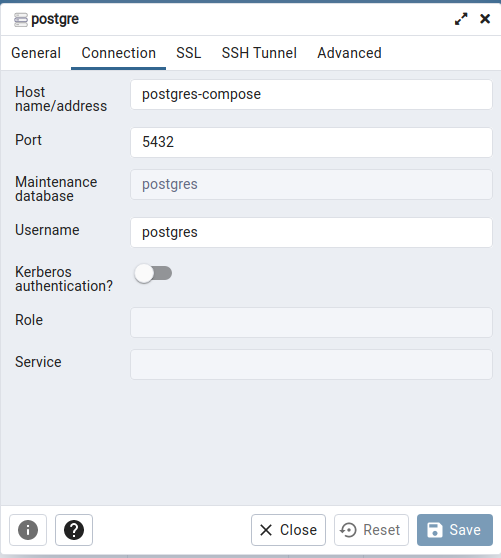 postgre
General Connection SSL SSH Tunnel Advanced
Host
name/address
postgres-compose
Port
5432
Maintenance
database
postgres
Username
postgres
Kerberos
authentication?
Role
Service
Close Reset Save